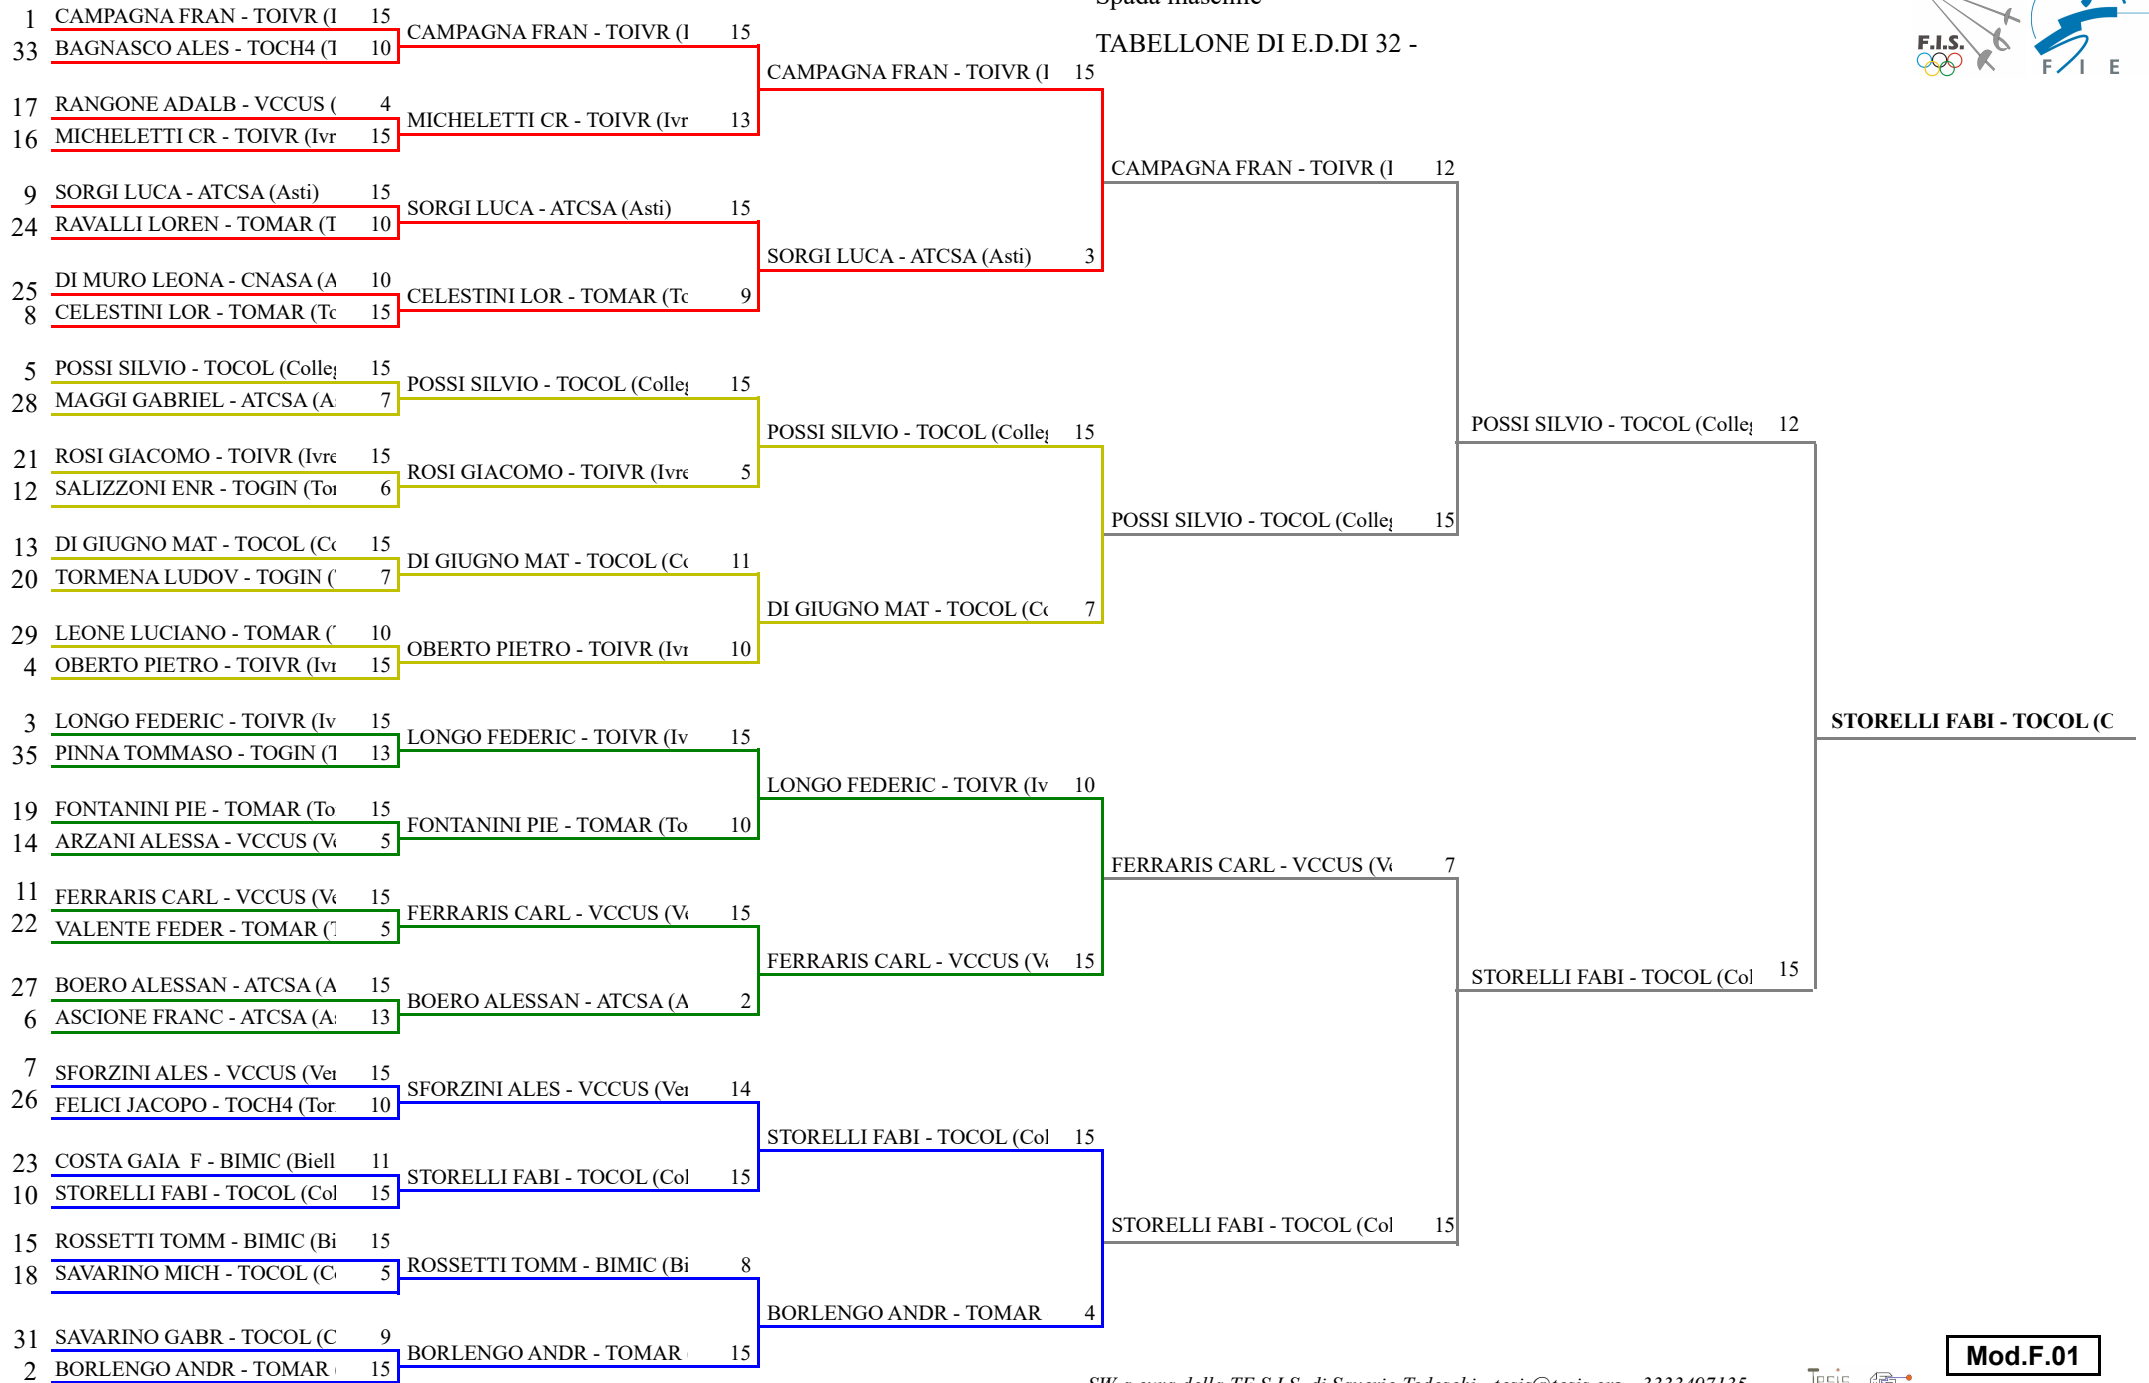 TABELLONE DI E.D.DI 32 -
F.I.S.
F I E
1 CAMPAGNA FRAN - TOIVR (I 15
33 BAGNASCO ALES - TOCH4 (T 10
17 RANGONE ADALB - VCCUS ( 4
16 MICHELETTI CR - TOIVR (Ivr 15
9 SORGI LUCA - ATCSA (Asti) 15
24 RAVALLI LOREN - TOMAR (T 10
25 DI MURO LEONA - CNASA (A 10
8 CELESTINI LOR - TOMAR (To 15
5 POSSI SILVIO - TOCOL (Colleg 15
28 MAGGI GABRIEL - ATCSA (A 7
21 ROSI GIACOMO - TOIVR (Ivre 15
12 SALIZZONI ENR - TOGIN (Tor 6
13 DI GIUGNO MAT - TOCOL (Co 15
20 TORMENA LUDOV - TOGIN ( 7
29 LEONE LUCIANO - TOMAR ( 10
4 OBERTO PIETRO - TOIVR (Ivr 15
3 LONGO FEDERIC - TOIVR (Iv 15
35 PINNA TOMMASO - TOGIN (T 13
19 FONTANINI PIE - TOMAR (To 15
14 ARZANI ALESSA - VCCUS (Ve 5
11 FERRARIS CARL - VCCUS (Ve 15
22 VALENTE FEDER - TOMAR (T 5
27 BOERO ALESSAN - ATCSA (A 15
6 ASCIONE FRANC - ATCSA (As 13
7 SFORZINI ALES - VCCUS (Ver 15
26 FELICI JACOPO - TOCH4 (Tor 10
23 COSTA GAIA F - BIMIC (Biell 11
10 STORELLI FABI - TOCOL (Col 15
15 ROSSETTI TOMM - BIMIC (Bi 15
18 SAVARINO MICH - TOCOL (Co 5
31 SAVARINO GABR - TOCOL (C 9
2 BORLENGO ANDR - TOMAR 15
CAMPAGNA FRAN - TOIVR (I 15
MICHELETTI CR - TOIVR (Ivr 13
SORGI LUCA - ATCSA (Asti) 15
CELESTINI LOR - TOMAR (To 9
POSSI SILVIO - TOCOL (Colleg 15
ROSI GIACOMO - TOIVR (Ivre 5
DI GIUGNO MAT - TOCOL (Co 11
OBERTO PIETRO - TOIVR (Ivr 10
LONGO FEDERIC - TOIVR (Iv 15
FONTANINI PIE - TOMAR (To 10
FERRARIS CARL - VCCUS (Ve 15
BOERO ALESSAN - ATCSA (A 2
SFORZINI ALES - VCCUS (Ver 14
STORELLI FABI - TOCOL (Col 15
ROSSETTI TOMM - BIMIC (Bi 8
BORLENGO ANDR - TOMAR 15
CAMPAGNA FRAN - TOIVR (I 15
SORGI LUCA - ATCSA (Asti) 3
POSSI SILVIO - TOCOL (Colleg 15
DI GIUGNO MAT - TOCOL (Co 7
LONGO FEDERIC - TOIVR (Iv 10
FERRARIS CARL - VCCUS (Ve 15
STORELLI FABI - TOCOL (Col 15
BORLENGO ANDR - TOMAR 4
CAMPAGNA FRAN - TOIVR (I 12
POSSI SILVIO - TOCOL (Colleg 15
FERRARIS CARL - VCCUS (Ve 7
STORELLI FABI - TOCOL (Col 15
POSSI SILVIO - TOCOL (Colleg 12
STORELLI FABI - TOCOL (Col 15
STORELLI FABI - TOCOL (C
Mod.F.01